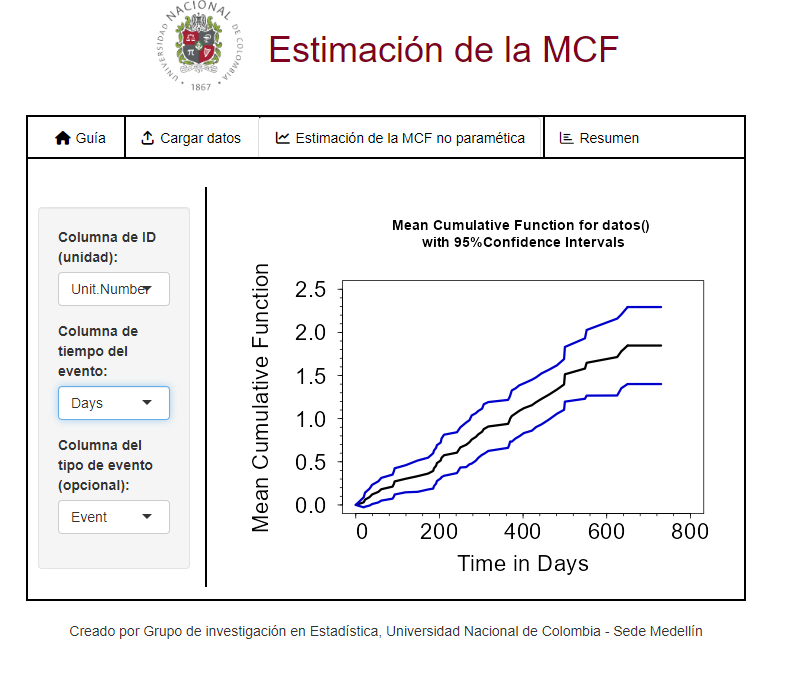 UNIVERSIDAD NACIONAL DE COLOMBIA
1867
Estimación de la MCF
Guía
Cargar datos
Estimación de la MCF no paramética
Resumen
Columna de ID
(unidad):
Unit.Number
Columna de
tiempo del
evento:
Days
Columna del
tipo de evento
(opcional):
Event
Mean Cumulative Function for datos()
with 95%Confidence Intervals
Mean Cumulative Function
2.5
2.0
1.5
1.0
0.5
0.0
0 200 400 600 800
Time in Days
Creado por Grupo de investigación en Estadística, Universidad Nacional de Colombia - Sede Medellín